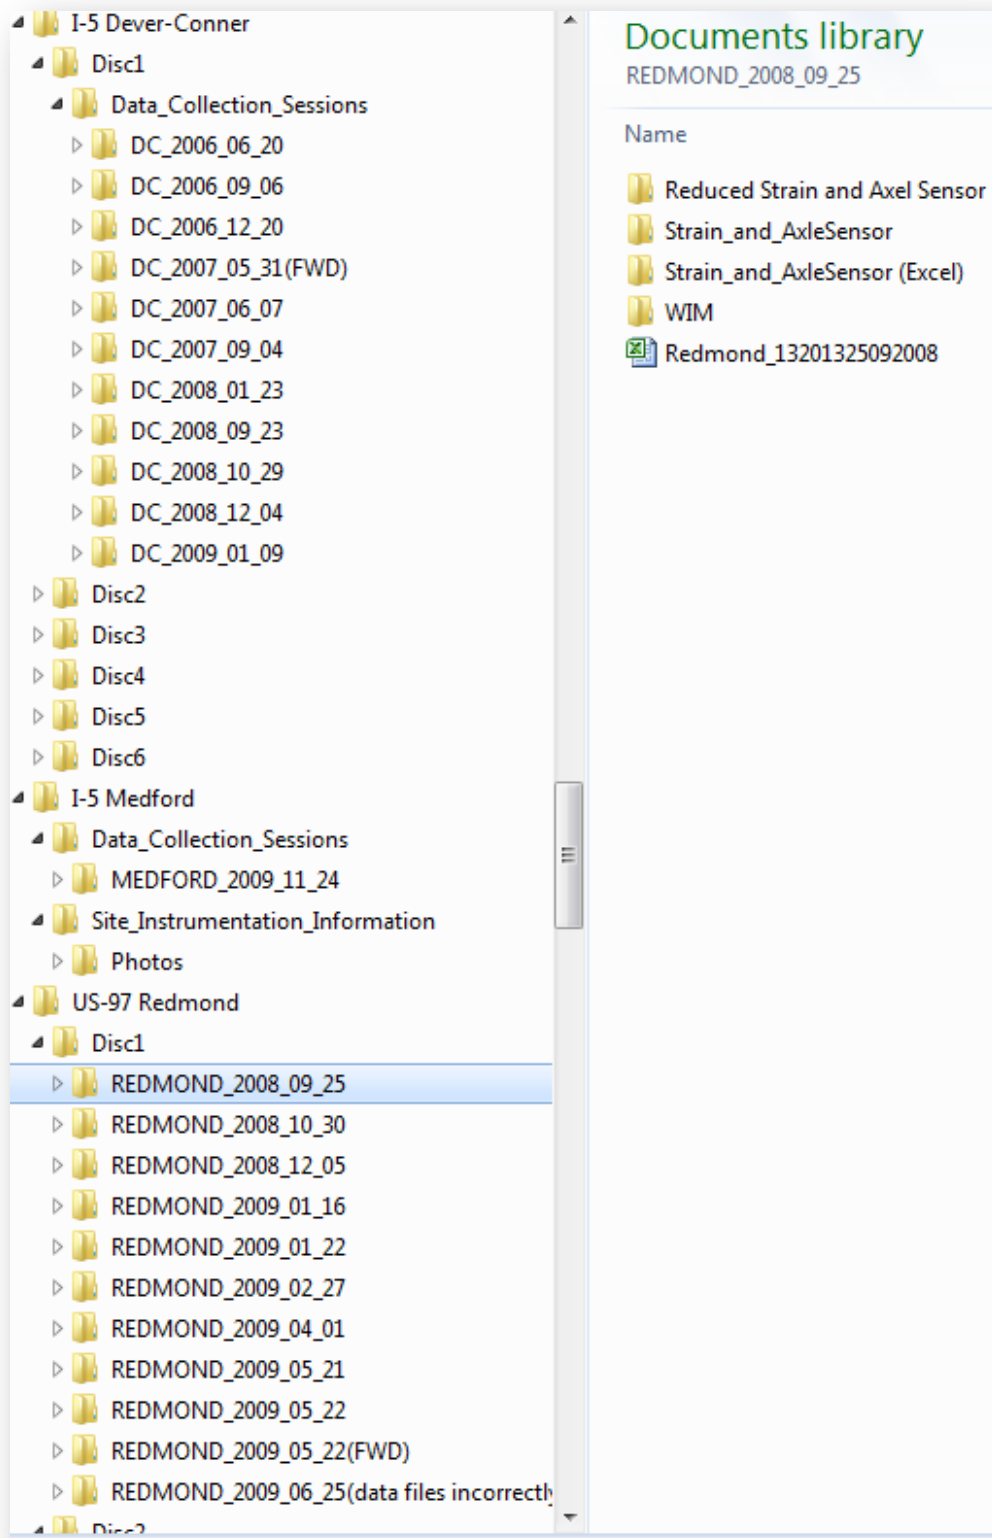 I-5 Dever-Conner
Disc1
Data_Collection_Sessions
DC_2006_06_20
DC_2006_09_06
DC_2006_12_20
DC_2007_05_31(FWD)
DC_2007_06_07
DC_2007_09_04
DC_2008_01_23
DC_2008_09_23
DC_2008_10_29
DC_2008_12_04
DC_2009_01_09
Disc2
Disc3
Disc4
Disc5
Disc6
I-5 Medford
Data_Collection_Sessions
MEDFORD_2009_11_24
Site_Instrumentation_Information
Photos
US-97 Redmond
Disc1
REDMOND_2008_09_25
REDMOND_2008_10_30
REDMOND_2008_12_05
REDMOND_2009_01_16
REDMOND_2009_01_22
REDMOND_2009_02_27
REDMOND_2009_04_01
REDMOND_2009_05_21
REDMOND_2009_05_22
REDMOND_2009_05_22(FWD)
REDMOND_2009_06_25(data files incorrectly
Disc2
Documents library
REDMOND_2008_09_25
Name
Reduced Strain and Axel Sensor
Strain_and_AxleSensor
Strain_and_AxleSensor (Excel)
WIM
Redmond_13201325092008